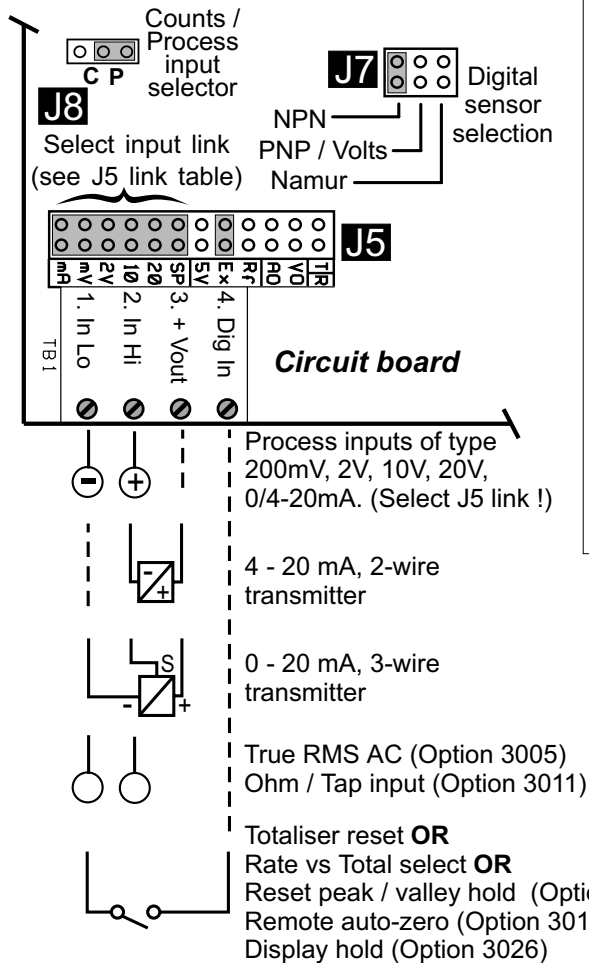 Counts /
Process
input
selector
C P
J8
J7
Digital
sensor
selection
NPN
PNP / Volts
Namur
Select input link
(see J5 link table)
J5
mA mV 2V 10 20 SP 5V Ex Rf AO VO T|R
TB1
1. In Lo
2. In Hi
3. + Vout
4. Dig In
Circuit board
Process inputs of type
200mV, 2V, 10V, 20V,
0/4-20mA. (Select J5 link !)
- +
4 - 20 mA, 2-wire
transmitter
- +
0 - 20 mA, 3-wire
transmitter
S
- +
True RMS AC (Option 3005)
Ohm / Tap input (Option 3011)
Totaliser reset OR
Rate vs Total select OR
Reset peak / valley hold (Optio
Remote auto-zero (Option 301
Display hold (Option 3026)